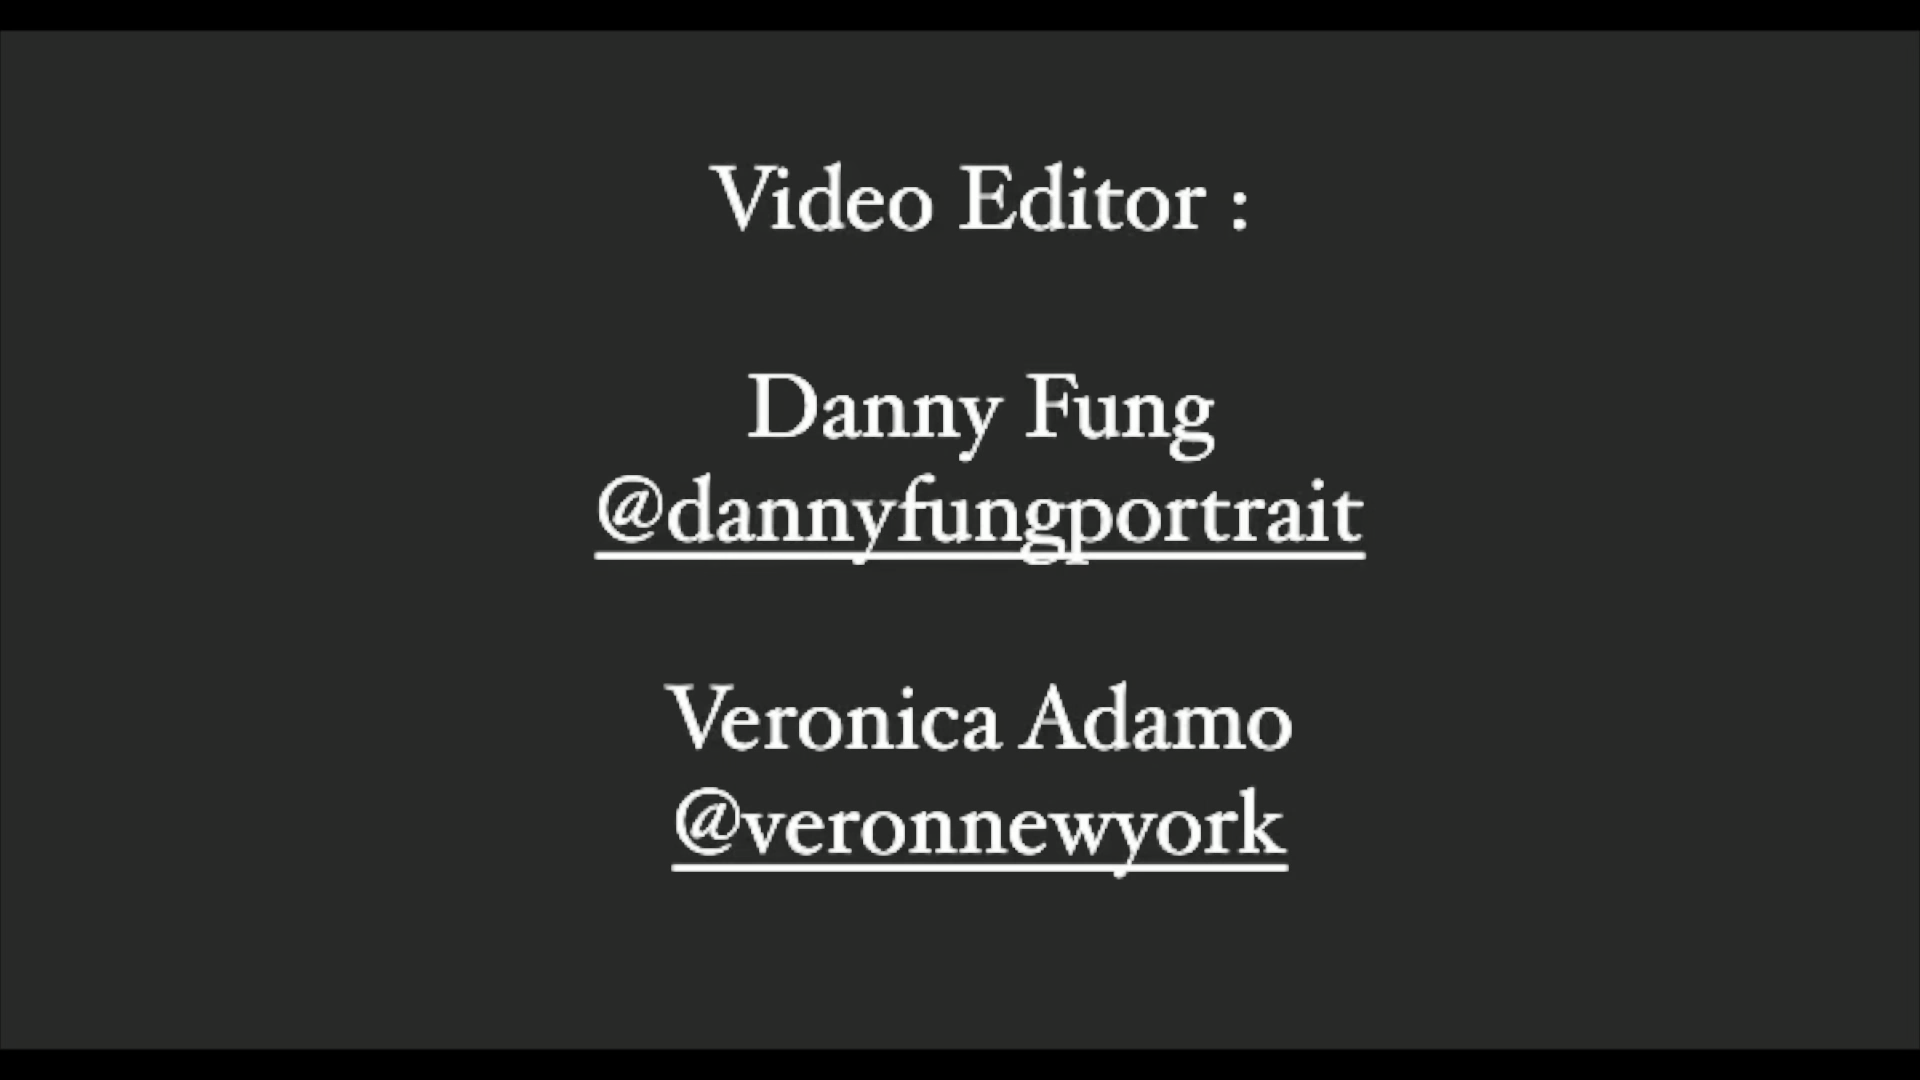 Video Editor :
Danny Fung
@dannyfungportrait
Veronica Adamo
@veronnewyork